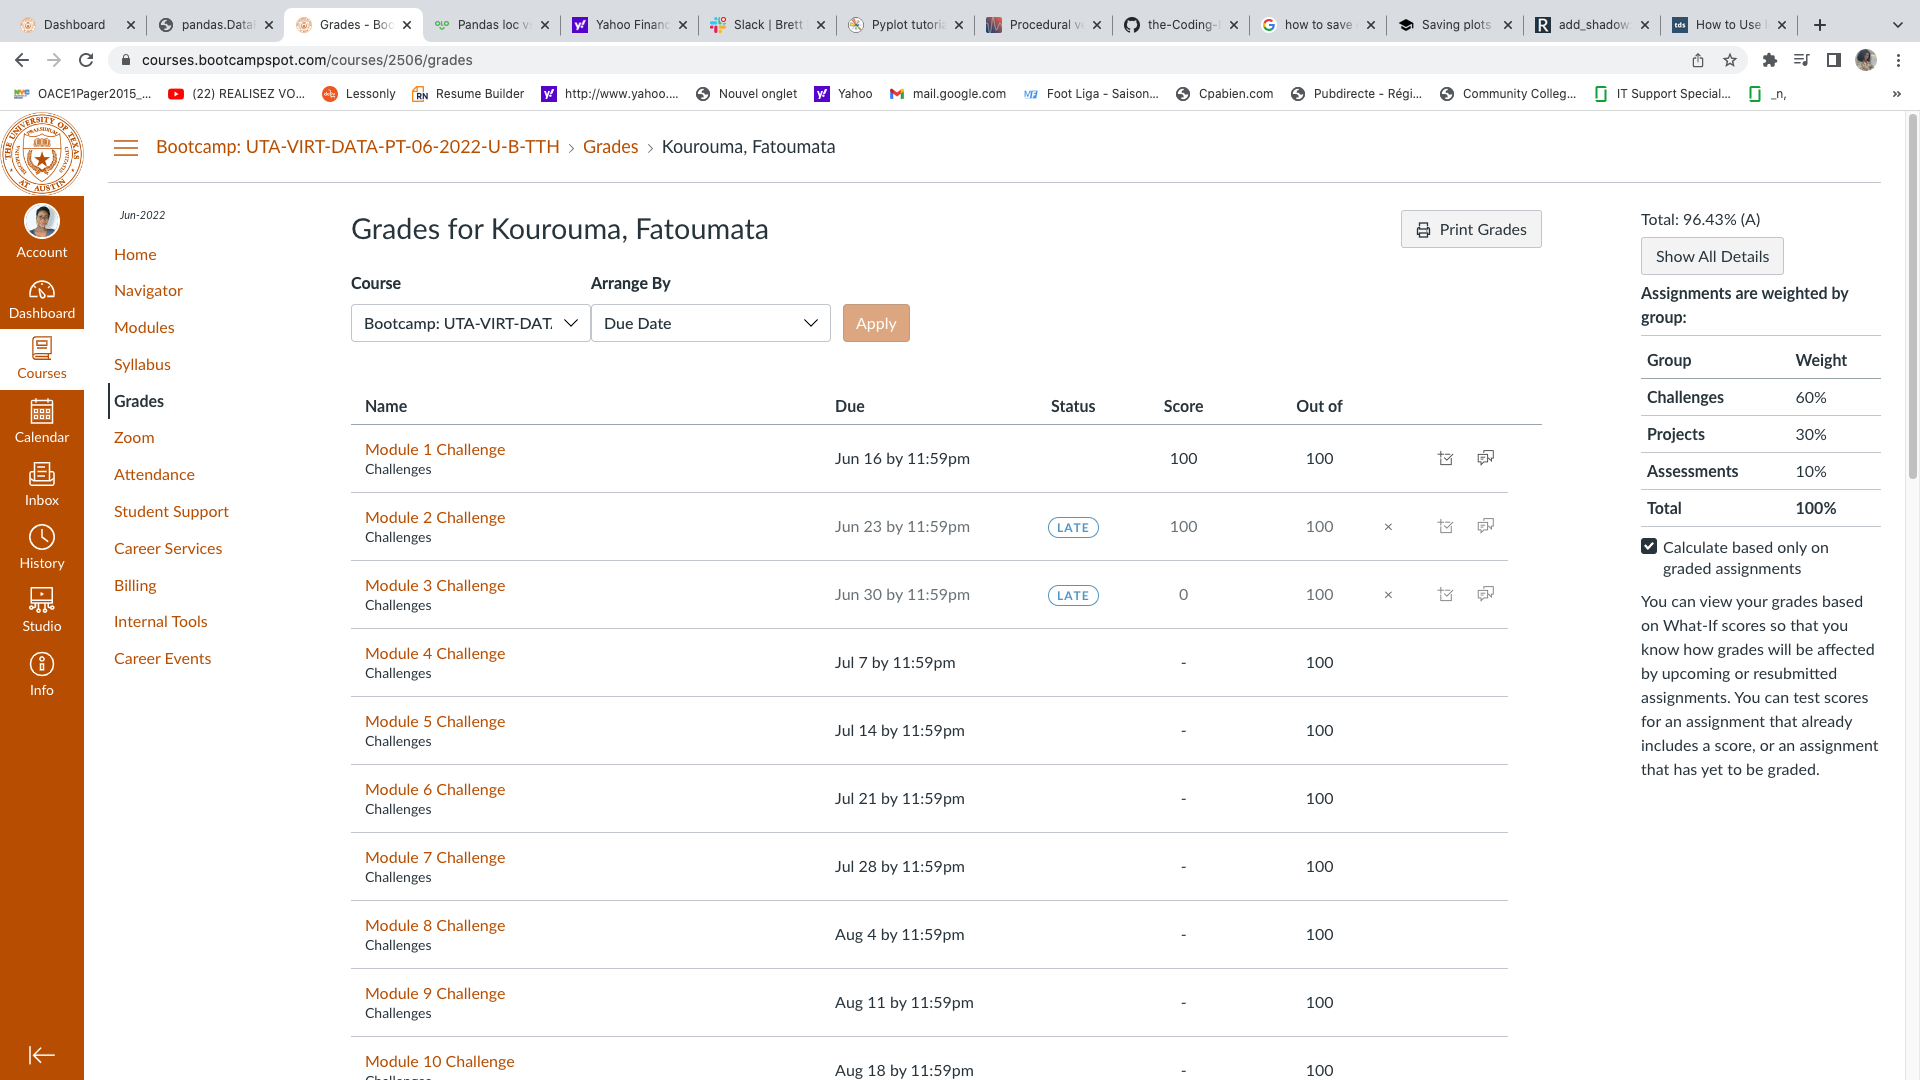 Dashboard
pandas.Data
Grades - Boo
Pandas loc v
Yahoo Financ
Slack | Brett
Pyplot tutoria
Procedural v
the-Coding-
how to save
Saving plots
add_shadow
How to Use
courses.bootcampspot.com/courses/2506/grades
OACE1Pager2015_...
(22) REALISEZ VO...
Lessonly
Resume Builder
http://www.yahoo....
Nouvel onglet
Yahoo
mail.google.com
Foot Liga - Saison...
Cpabien.com
Pubdirecte - Régi...
Community Colleg...
IT Support Special...
_n,
»
THE UNIVERSITY OF TEXAS
AT AUSTIN
Bootcamp: UTA-VIRT-DATA-PT-06-2022-U-B-TTH › Grades › Kourouma, Fatoumata
Account
Dashboard
Courses
Calendar
Inbox
History
Studio
Info
Jun-2022
Home
Navigator
Modules
Syllabus
Grades
Zoom
Attendance
Student Support
Career Services
Billing
Internal Tools
Career Events
Grades for Kourouma, Fatoumata
Print Grades
Course
Arrange By
Bootcamp: UTA-VIRT-DAT.
Due Date
Apply
Name Due Status Score Out of
Module 1 Challenge
Challenges
Jun 16 by 11:59pm 100 100
Module 2 Challenge
Challenges
Jun 23 by 11:59pm LATE 100 100 ×
Module 3 Challenge
Challenges
Jun 30 by 11:59pm LATE 0 100 ×
Module 4 Challenge
Challenges
Jul 7 by 11:59pm - 100
Module 5 Challenge
Challenges
Jul 14 by 11:59pm - 100
Module 6 Challenge
Challenges
Jul 21 by 11:59pm - 100
Module 7 Challenge
Challenges
Jul 28 by 11:59pm - 100
Module 8 Challenge
Challenges
Aug 4 by 11:59pm - 100
Module 9 Challenge
Challenges
Aug 11 by 11:59pm - 100
Module 10 Challenge
Challenges
Aug 18 by 11:59pm - 100
Total: 96.43% (A)
Show All Details
Assignments are weighted by
group:
Group Weight
Challenges 60%
Projects 30%
Assessments 10%
Total 100%
Calculate based only on
graded assignments
You can view your grades based
on What-If scores so that you
know how grades will be affected
by upcoming or resubmitted
assignments. You can test scores
for an assignment that already
includes a score, or an assignment
that has yet to be graded.